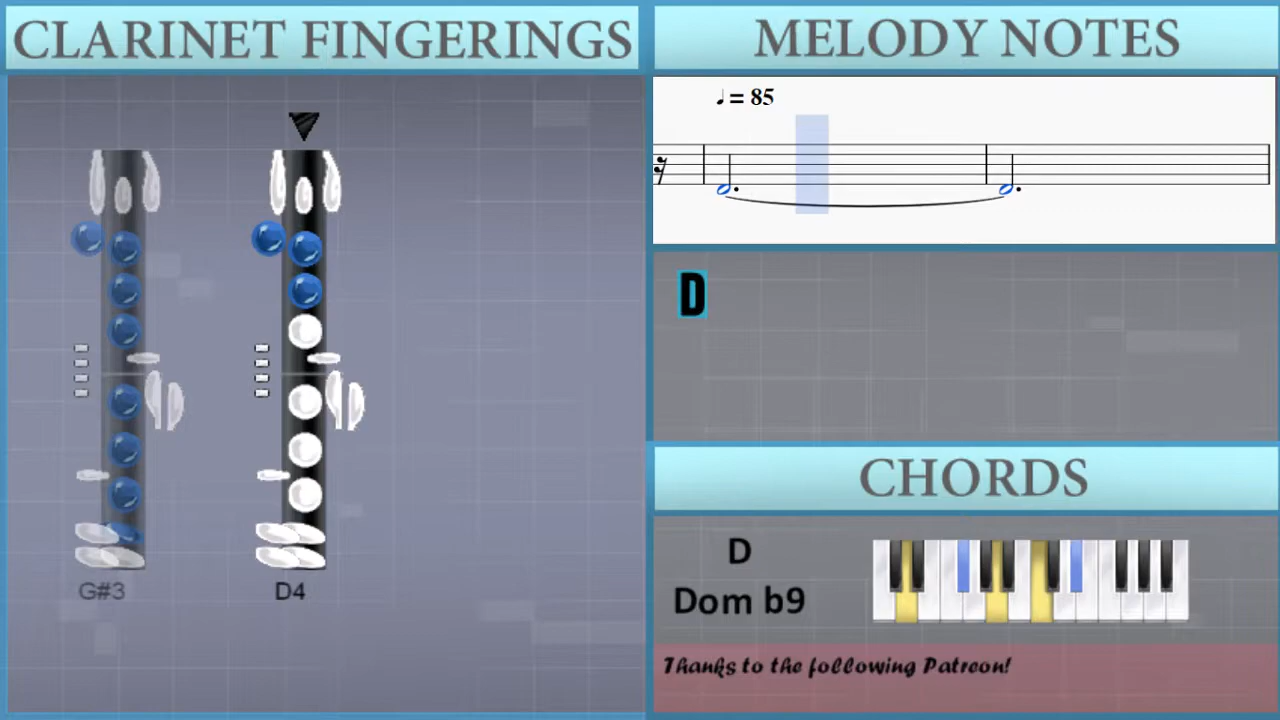 CLARINET FINGERINGS
MELODY NOTES
♩= 85
D
G#3
D4
CHORDS
D
Dom b9
Thanks to the following Patreon!